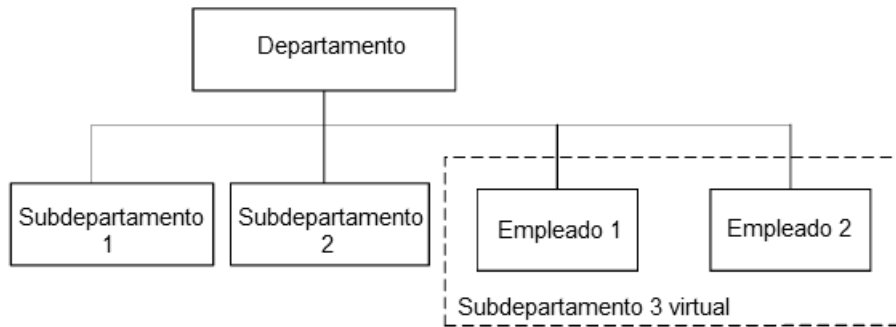 Departamento
Subdepartamento
1
Subdepartamento
2
Empleado 1
Empleado 2
Subdepartamento 3 virtual